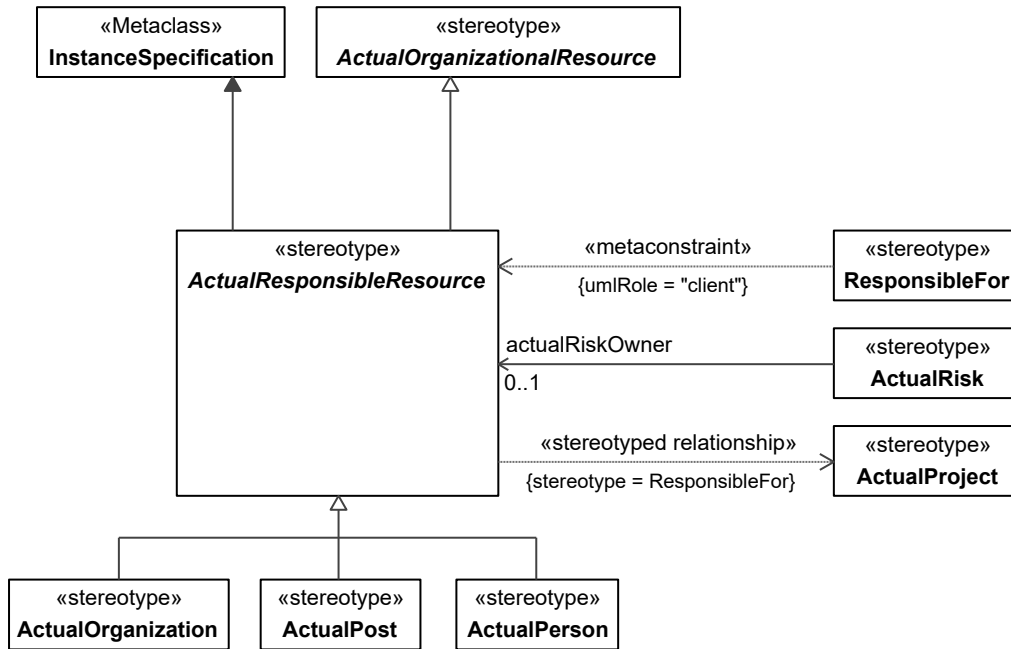 «Metaclass»
InstanceSpecification
«stereotype»
ActualOrganizationalResource
«stereotype»
ActualResponsibleResource
«metaconstraint»
{umlRole = "client"}
«stereotype»
ResponsibleFor
actualRiskOwner
0..1
«stereotype»
ActualRisk
«stereotyped relationship»
{stereotype = ResponsibleFor}
«stereotype»
ActualProject
«stereotype»
ActualOrganization
«stereotype»
ActualPost
«stereotype»
ActualPerson